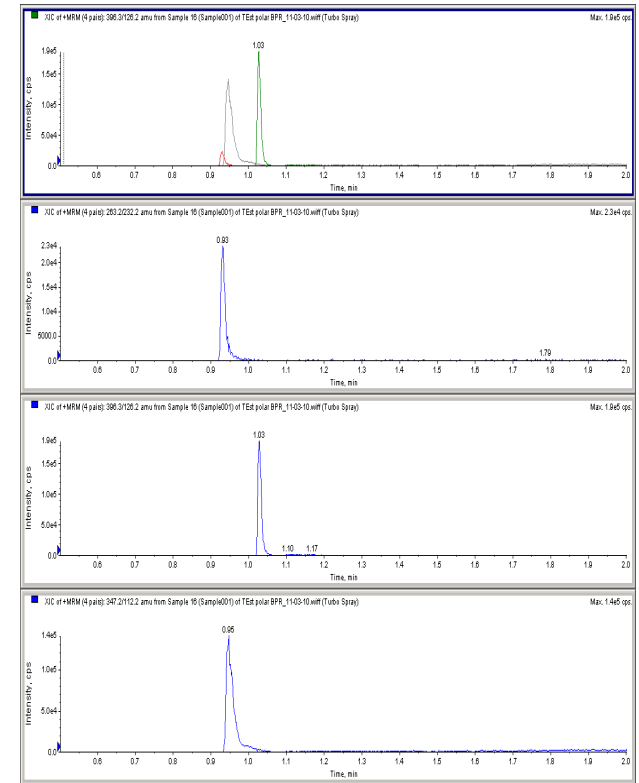 XIC of +MRM (4 pairs): 396.3/126.2 amu from Sample 16 (Sample001) of TEst polar BPR_11-03-10.wiff (Turbo Spray) Max. 1.9e5 cps.
1.03
1.9e5
1.5e5
1.0e5
5.0e4
0.0
Intensity, cps
0.6 0.7 0.8 0.9 1.0 1.1 1.2 1.3 1.4 1.5 1.6 1.7 1.8 1.9 2.0
Time, min
XIC of +MRM (4 pairs): 263.2/232.2 amu from Sample 16 (Sample001) of TEst polar BPR_11-03-10.wiff (Turbo Spray) Max. 2.3e4 cps.
0.93
2.3e4
2.0e4
1.5e4
1.0e4
5000.0
0.0
Intensity, cps
1.79
0.6 0.7 0.8 0.9 1.0 1.1 1.2 1.3 1.4 1.5 1.6 1.7 1.8 1.9 2.0
Time, min
XIC of +MRM (4 pairs): 396.3/126.2 amu from Sample 16 (Sample001) of TEst polar BPR_11-03-10.wiff (Turbo Spray) Max. 1.9e5 cps.
1.03
1.9e5
1.5e5
1.0e5
5.0e4
0.0
Intensity, cps
1.10 1.17
0.6 0.7 0.8 0.9 1.0 1.1 1.2 1.3 1.4 1.5 1.6 1.7 1.8 1.9 2.0
Time, min
XIC of +MRM (4 pairs): 347.2/112.2 amu from Sample 16 (Sample001) of TEst polar BPR_11-03-10.wiff (Turbo Spray) Max. 1.4e5 cps.
0.95
1.4e5
1.0e5
5.0e4
0.0
Intensity, cps
0.6 0.7 0.8 0.9 1.0 1.1 1.2 1.3 1.4 1.5 1.6 1.7 1.8 1.9 2.0
Time, min